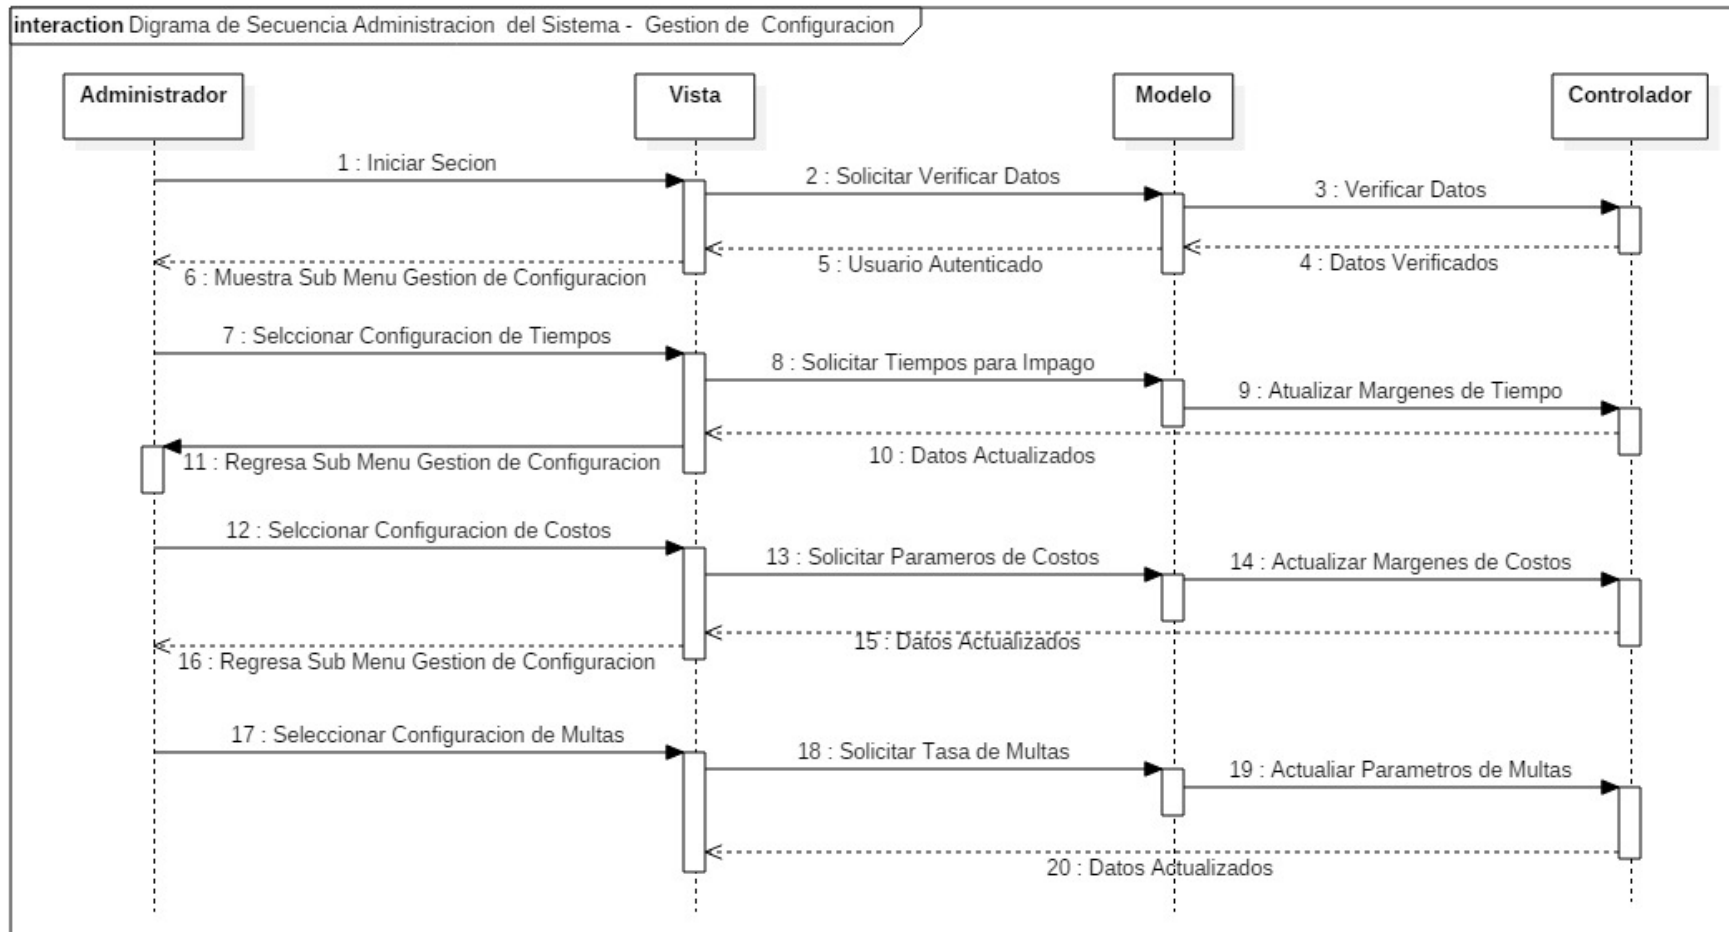 interaction Digrama de Secuencia Administracion del Sistema - Gestion de Configuracion
Administrador
Vista
Modelo
Controlador
1 : Iniciar Secion
2 : Solicitar Verificar Datos
3 : Verificar Datos
4 : Datos Verificados
5 : Usuario Autenticado
6 : Muestra Sub Menu Gestion de Configuracion
7 : Selccionar Configuracion de Tiempos
8 : Solicitar Tiempos para Impago
9 : Atualizar Margenes de Tiempo
10 : Datos Actualizados
11 : Regresa Sub Menu Gestion de Configuracion
12 : Selccionar Configuracion de Costos
13 : Solicitar Parameros de Costos
14 : Actualizar Margenes de Costos
15 : Datos Actualizados
16 : Regresa Sub Menu Gestion de Configuracion
17 : Seleccionar Configuracion de Multas
18 : Solicitar Tasa de Multas
19 : Actualiar Parametros de Multas
20 : Datos Actualizados